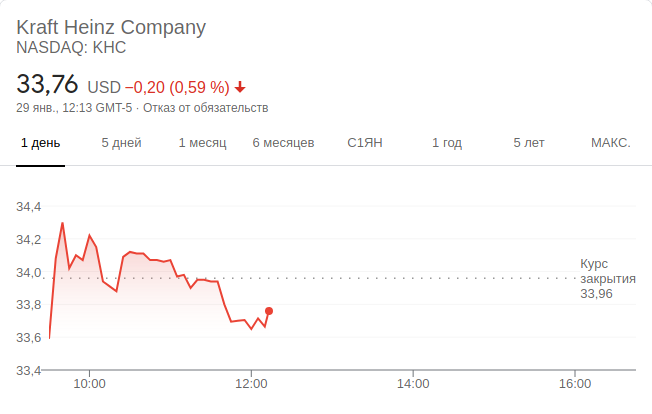 Kraft Heinz Company
NASDAQ: KHC
33,76 USD −0,20 (0,59 %)
29 янв., 12:13 GMT-5 · Отказ от обязательств
1 день 5 дней 1 месяц 6 месяцев С1ЯН 1 год 5 лет МАКС.
34,4
34,2
34,0
33,8
33,6
33,4
Курс
закрытия
33,96
10:00 12:00 14:00 16:00